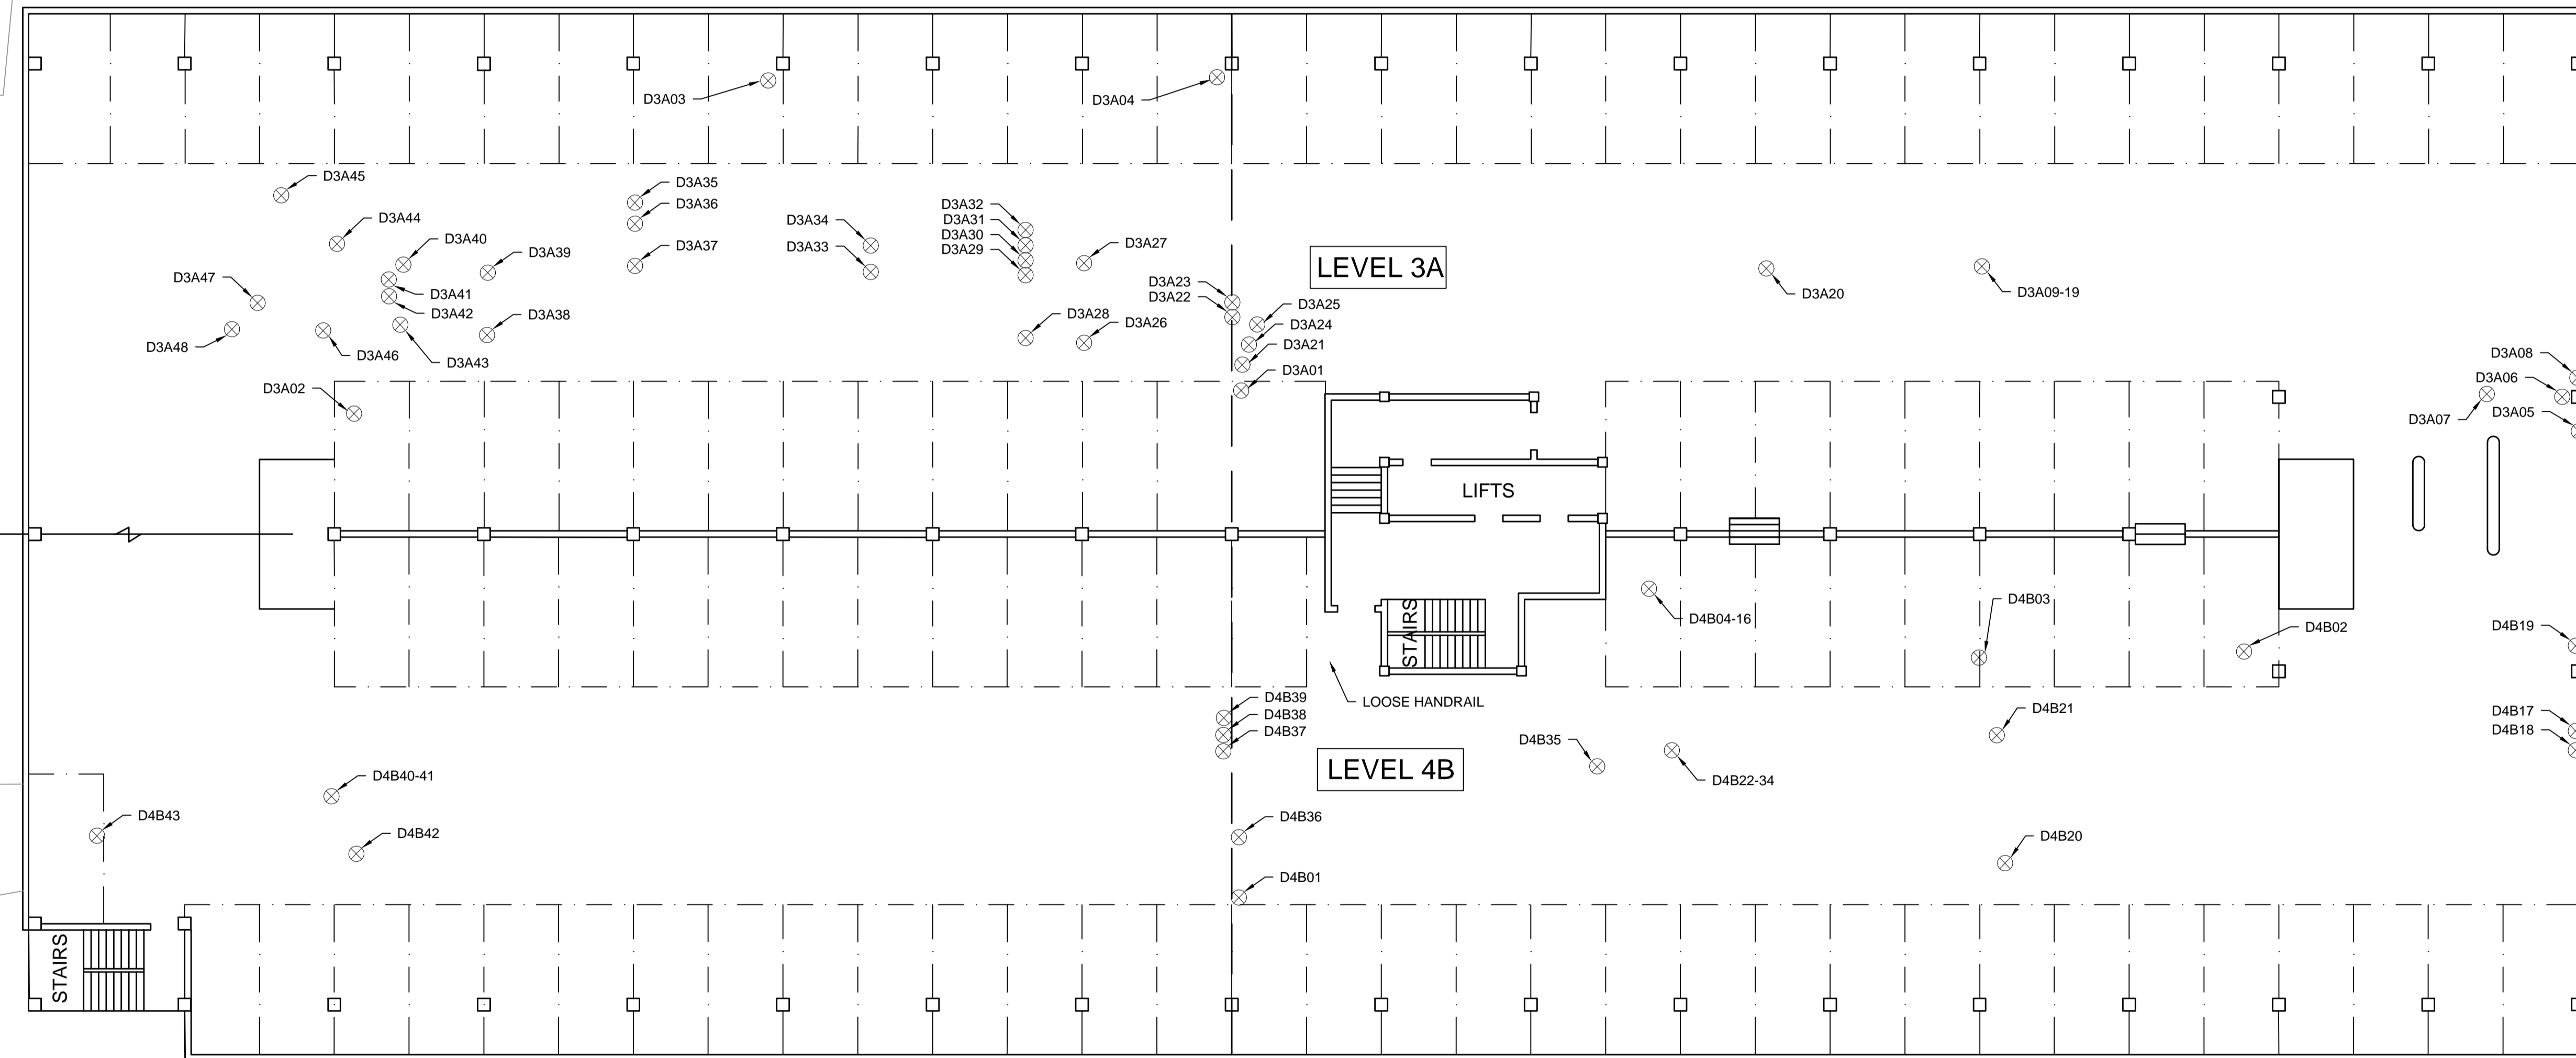 D3A03
D3A04
D3A45
D3A35
D3A36
D3A32
D3A44
D3A34
D3A31
D3A40
D3A30
D3A27
D3A37
D3A33
D3A29
D3A39
LEVEL 3A
D3A47
D3A23
D3A20
D3A09-19
D3A41
D3A22
D3A25
D3A42
D3A38
D3A28
D3A26
D3A24
D3A48
D3A46
D3A43
D3A21
D3A08
D3A01
D3A06
D3A02
D3A07
D3A05
LIFTS
D4B03
STAIRS
D4B04-16
D4B02
D4B19
D4B39
LOOSE HANDRAIL
D4B38
D4B21
D4B17
D4B37
D4B18
D4B35
LEVEL 4B
D4B40-41
D4B22-34
D4B43
D4B36
D4B42
D4B20
D4B01
STAIRS